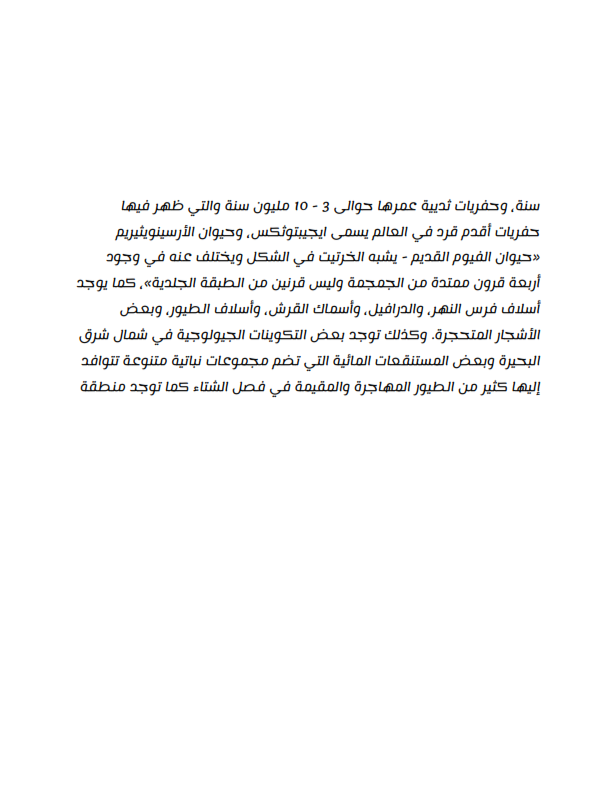 سنة، وحفريات ثديية عمرها حوالى 3 - 10 مليون سنة والتي ظهر فيها
حفريات أقدم قرد في العالم يسمى ايجيبتوثكس، وحيوان الأرسينويثيريم
«حيوان الفيوم القديم - يشبه الخرتيت في الشكل ويختلف عنه في وجود
أربعة قرون ممتدة من الجمجمة وليس قرنين من الطبقة الجلدية»، كما يوجد
أسلاف فرس النهر، والدرافيل، وأسماك القرش، وأسلاف الطيور، وبعض
الأشجار المتحجرة. وكذلك توجد بعض التكوينات الجيولوجية في شمال شرق
البحيرة وبعض المستنقعات المائية التي تضم مجموعات نباتية متنوعة تتوافد
إليها كثير من الطيور المهاجرة والمقيمة في فصل الشتاء كما توجد منطقة